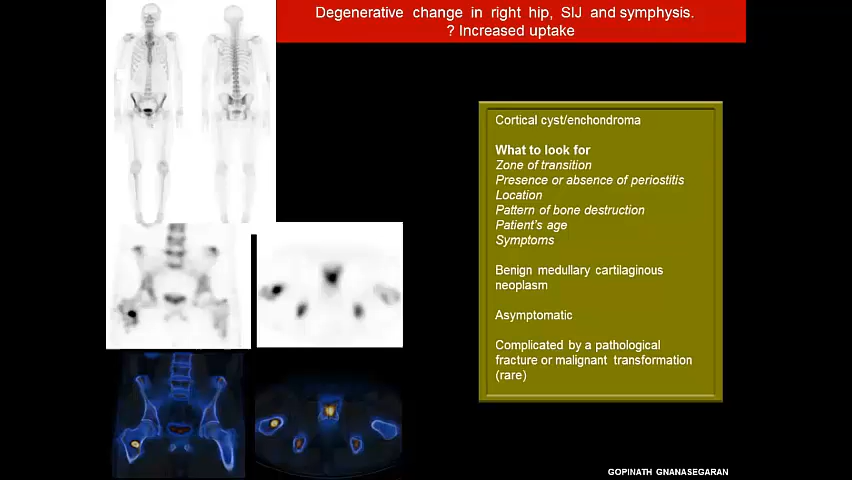 Degenerative change in right hip, SIJ and symphysis.
? Increased uptake
Cortical cyst/enchondroma
What to look for
Zone of transition
Presence or absence of periostitis
Location
Pattern of bone destruction
Patient's age
Symptoms
Benign medullary cartilaginous
neoplasm
Asymptomatic
Complicated by a pathological
fracture or malignant transformation
(rare)
GOPINATH GNANASEGARAN